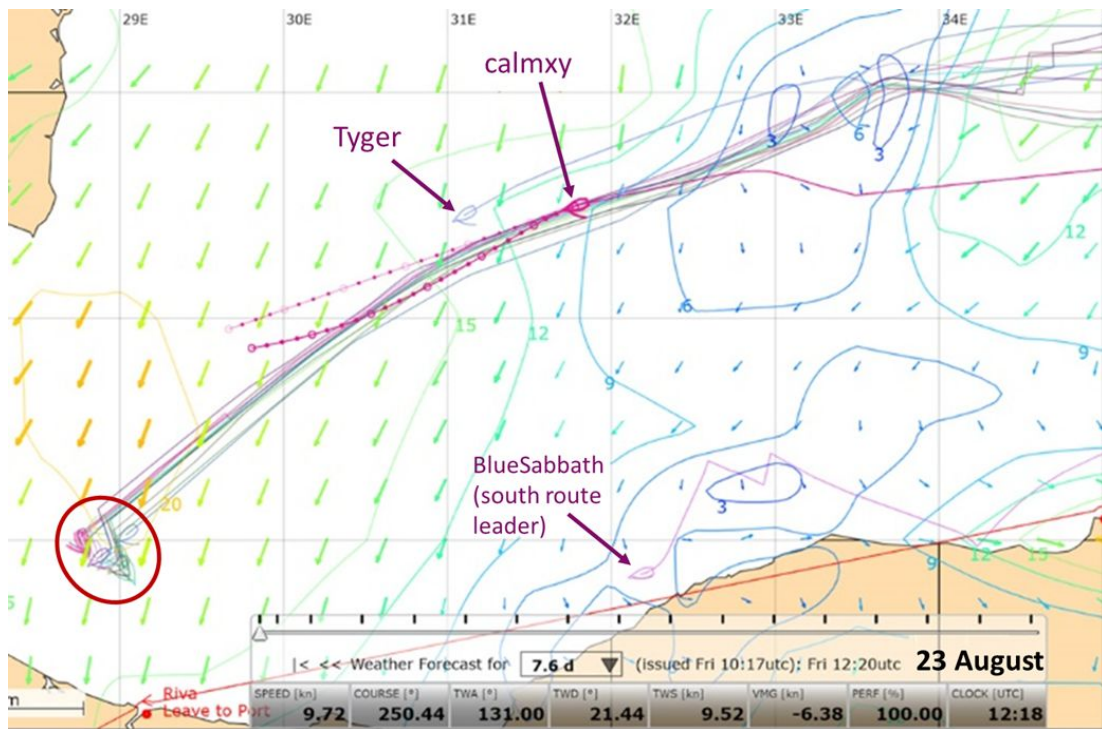 29E 30E 31E 32E 33E 34E
calmxy
Tyger
3
6
3
12
.6
15
12
9
9
BlueSabbath
(south route
leader)
3
20
9
12
15
|< << Weather Forecast for 7.6 d (issued Fri 10:17utc): Fri 12:20utc 23 August
m
Riva
Leave to Port
SPEED [kn] COURSE [°] TWA [°] TWD [°] TWS [kn] VMG [kn] PERF [%] CLOCK [UTC]
9.72 250.44 131.00 21.44 9.52 -6.38 100.00 12:18